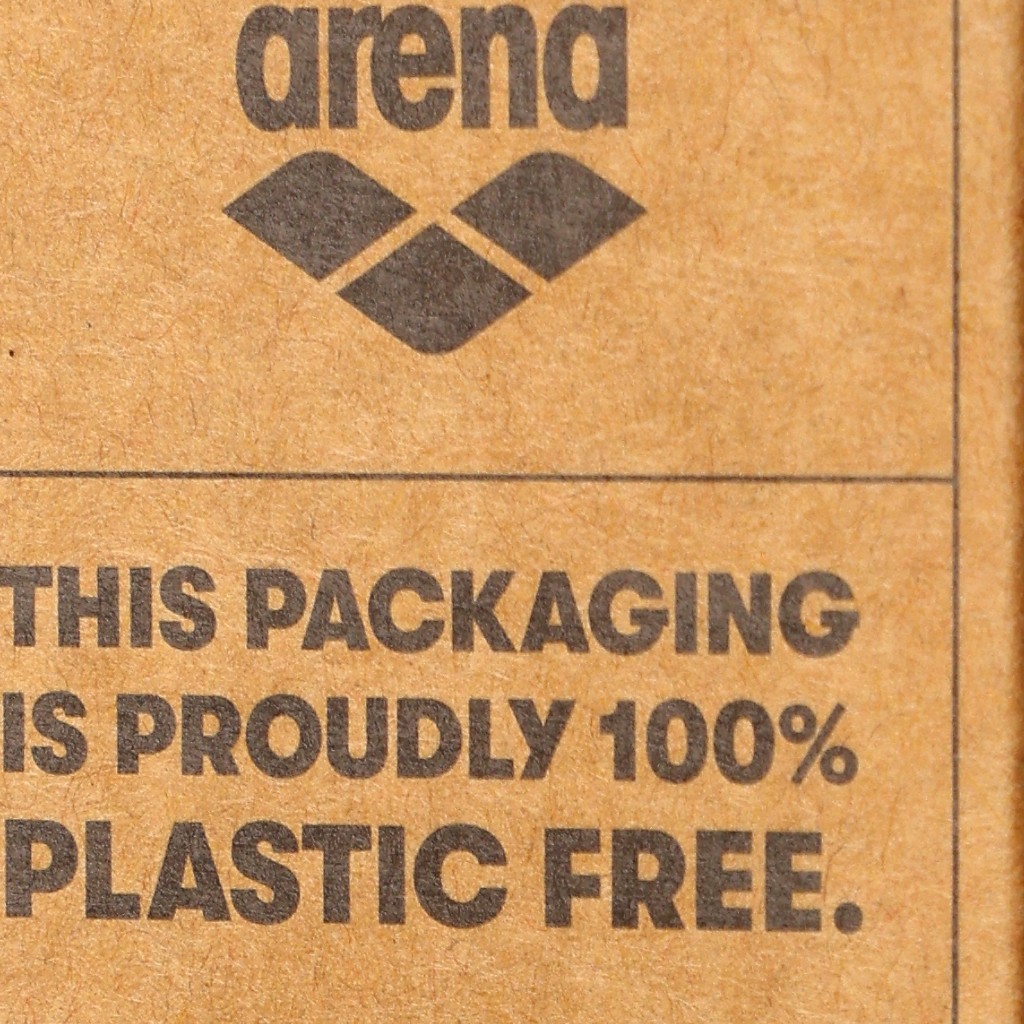 arena
THIS PACKAGING
IS PROUDLY 100%
PLASTIC FREE.